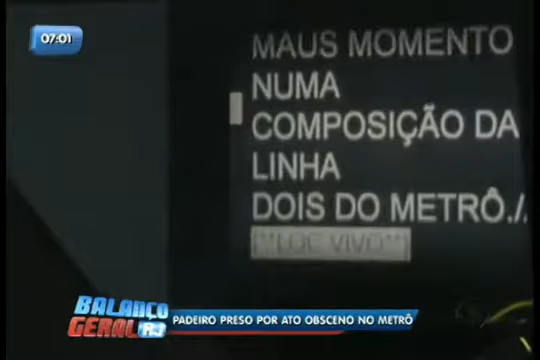 07:01
MAUS MOMENTO
NUMA
COMPOSIÇÃO DA
LINHA
DOIS DO METRÔ./
(**LOC VIVO**)
BALANÇO
GERAL RJ
PADEIRO PRESO POR ATO OBSCENO NO METRÔ